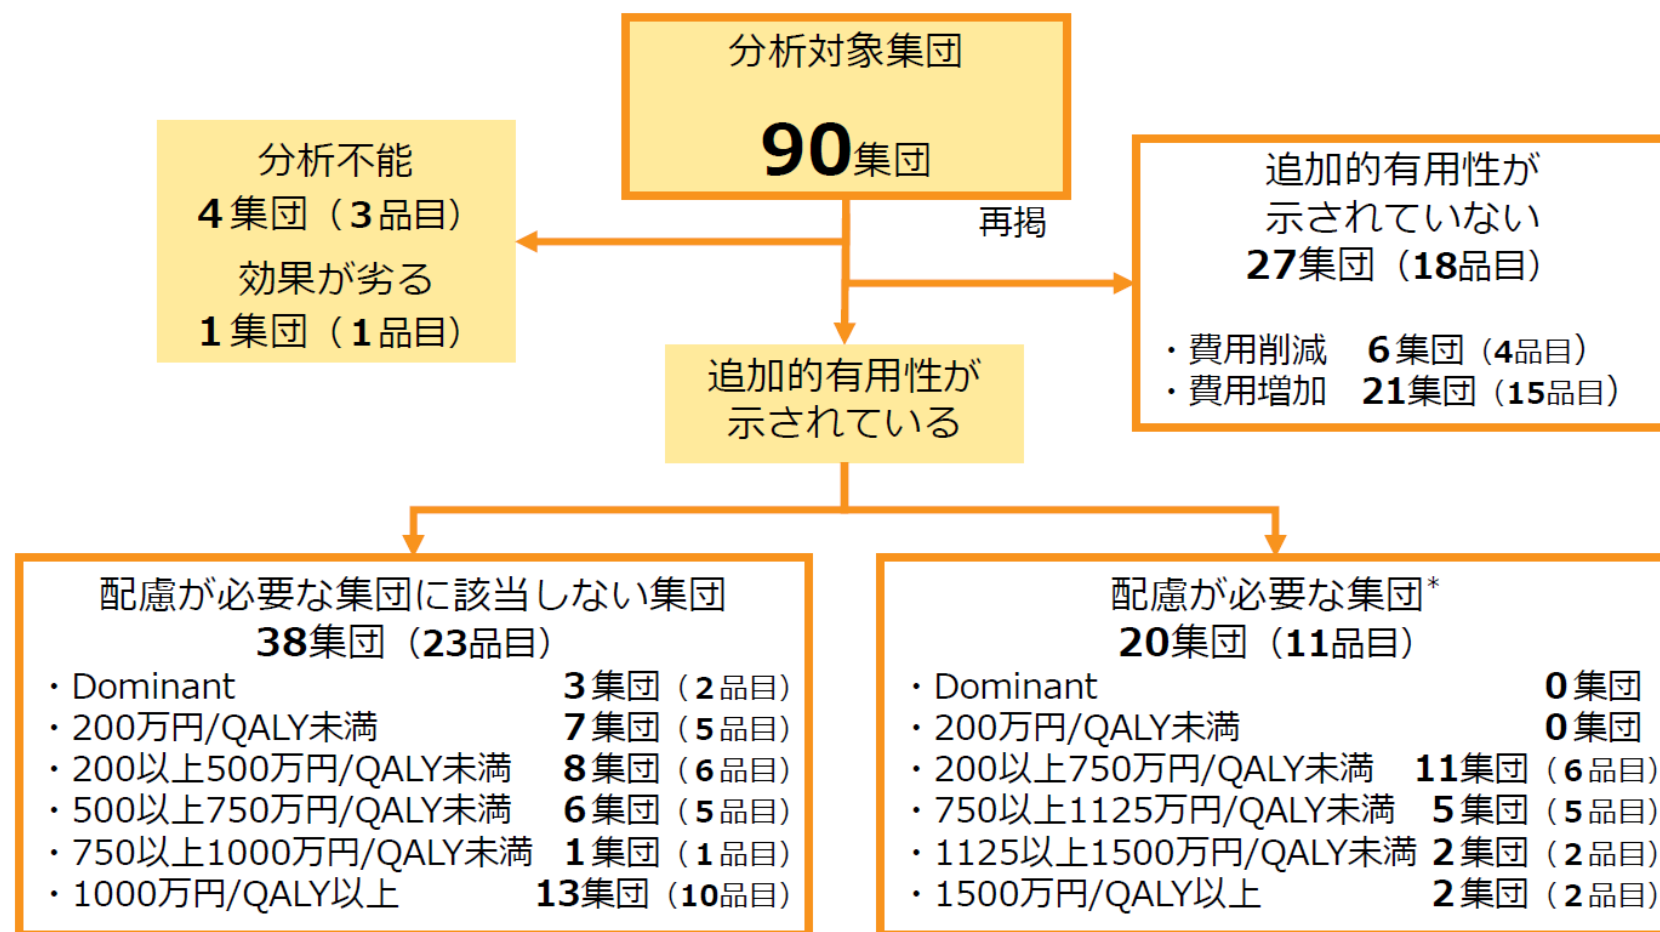 分析対象集団
90集団
分析不能
4集団（3品目）
効果が劣る
1集団（1品目）
再掲
追加的有用性が
示されていない
27集団（18品目）
・費用削減 6集団（4品目）
・費用増加 21集団（15品目）
追加的有用性が
示されている
配慮が必要な集団に該当しない集団
38集団（23品目）
・Dominant 3集団（2品目）
・200万円/QALY未満 7集団（5品目）
・200以上500万円/QALY未満 8集団（6品目）
・500以上750万円/QALY未満 6集団（5品目）
・750以上1000万円/QALY未満 1集団（1品目）
・1000万円/QALY以上 13集団（10品目）
配慮が必要な集団*
20集団（11品目）
・Dominant 0集団
・200万円/QALY未満 0集団
・200以上750万円/QALY未満 11集団（6品目）
・750以上1125万円/QALY未満 5集団（5品目）
・1125以上1500万円/QALY未満 2集団（2品目）
・1500万円/QALY以上 2集団（2品目）